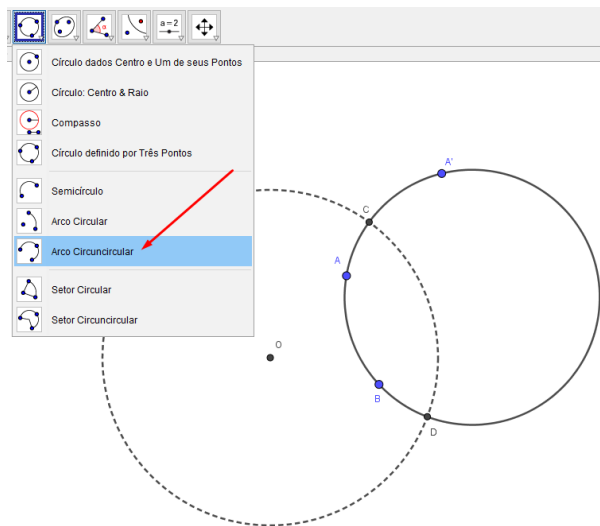 a=2
α
Círculo dados Centro e Um de seus Pontos
Círculo: Centro & Raio
Compasso
Círculo definido por Três Pontos
Semicírculo
Arco Circular
Arco Circuncircular
Setor Circular
Setor Circuncircular
A'
C
A
O
B
D